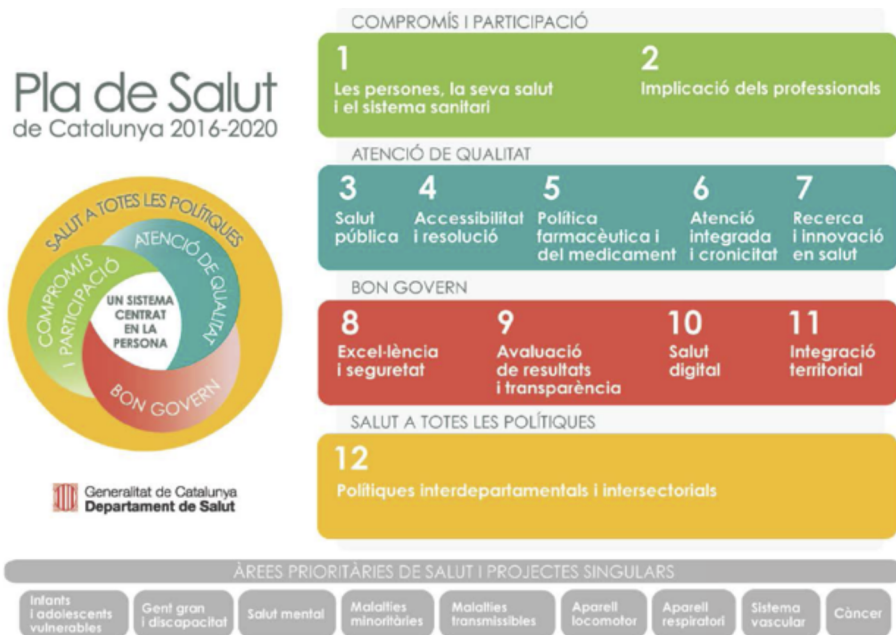 Pla de Salut
de Catalunya 2016-2020
SALUT A TOTES LES POLÍTIQUES
ATENCIÓ DE QUALITAT
COMPROMÍS
I PARTICIPACIÓ
UN SISTEMA
CENTRAT
EN LA
PERSONA
BON GOVERN
Generalitat de Catalunya
Departament de Salut
COMPROMÍS I PARTICIPACIÓ
1
Les persones, la seva salut
i el sistema sanitari
2
Implicació dels professionals
ATENCIÓ DE QUALITAT
3
Salut
pública
4
Accessibilitat
i resolució
5
Política
farmacèutica i
del medicament
6
Atenció
integrada
i cronicitat
7
Recerca
i innovació
en salut
BON GOVERN
8
Excel·lència
i seguretat
9
Avaluació
de resultats
i transparència
10
Salut
digital
11
Integració
territorial
SALUT A TOTES LES POLÍTIQUES
12
Polítiques interdepartamentals i intersectorials
ÀREES PRIORITÀRIES DE SALUT I PROJECTES SINGULARS
Infants
i adolescents
vulnerables
Gent gran
i discapacitat
Salut mental
Malalties
minoritàries
Malalties
transmissibles
Aparell
locomotor
Aparell
respiratori
Sistema
vascular
Càncer